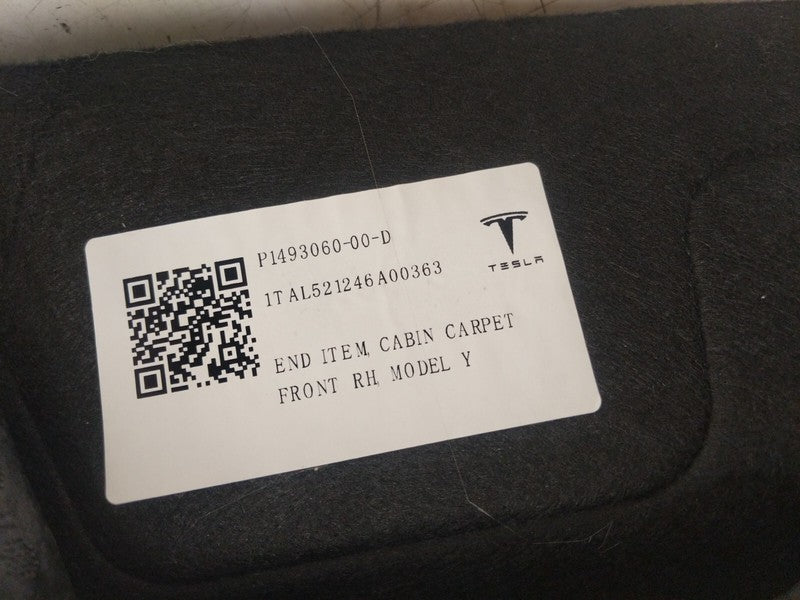 P1493060-00-D
1TAL521246A00363
TESLA
END ITEM, CABIN CARPET
FRONT RH, MODEL Y